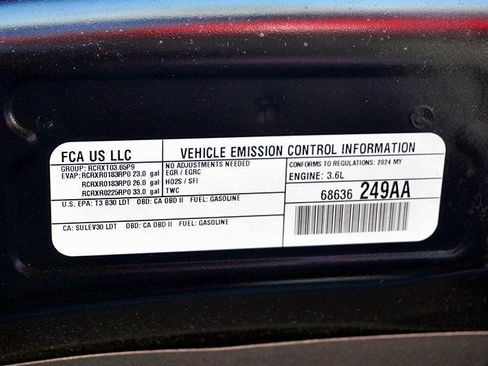 FCA US LLC
VEHICLE EMISSION CONTROL INFORMATION
GROUP: RCRXT03.65P9
EVAP: RCRXR0183RP0 23.0 gal
RCRXR0183RP0 26.0 gal
RCRXR0225RP0 33.0 gal
NO ADJUSTMENTS NEEDED
EGR / EGRC
HO2S / SFI
TWC
CONFORMS TO REGULATIONS: 2024 MY
ENGINE: 3.6L
68636 249AA
U.S. EPA: T3 B30 LDT OBD: CA OBD II FUEL: GASOLINE
CA: SULEV30 LDT OBD: CA OBD II FUEL: GASOLINE